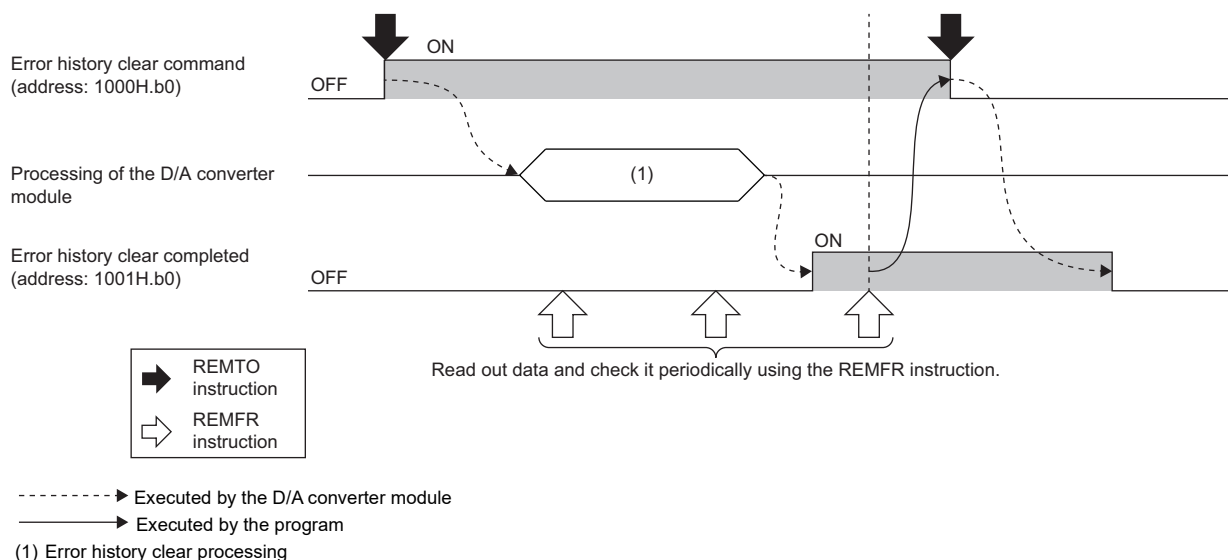 ON
Error history clear command
(address: 1000H.b0)
OFF
Processing of the D/A converter
module
(1)
Error history clear completed
(address: 1001H.b0)
ON
OFF
Read out data and check it periodically using the REMFR instruction.
REMTO
instruction
REMFR
instruction
Executed by the D/A converter module
Executed by the program
(1) Error history clear processing